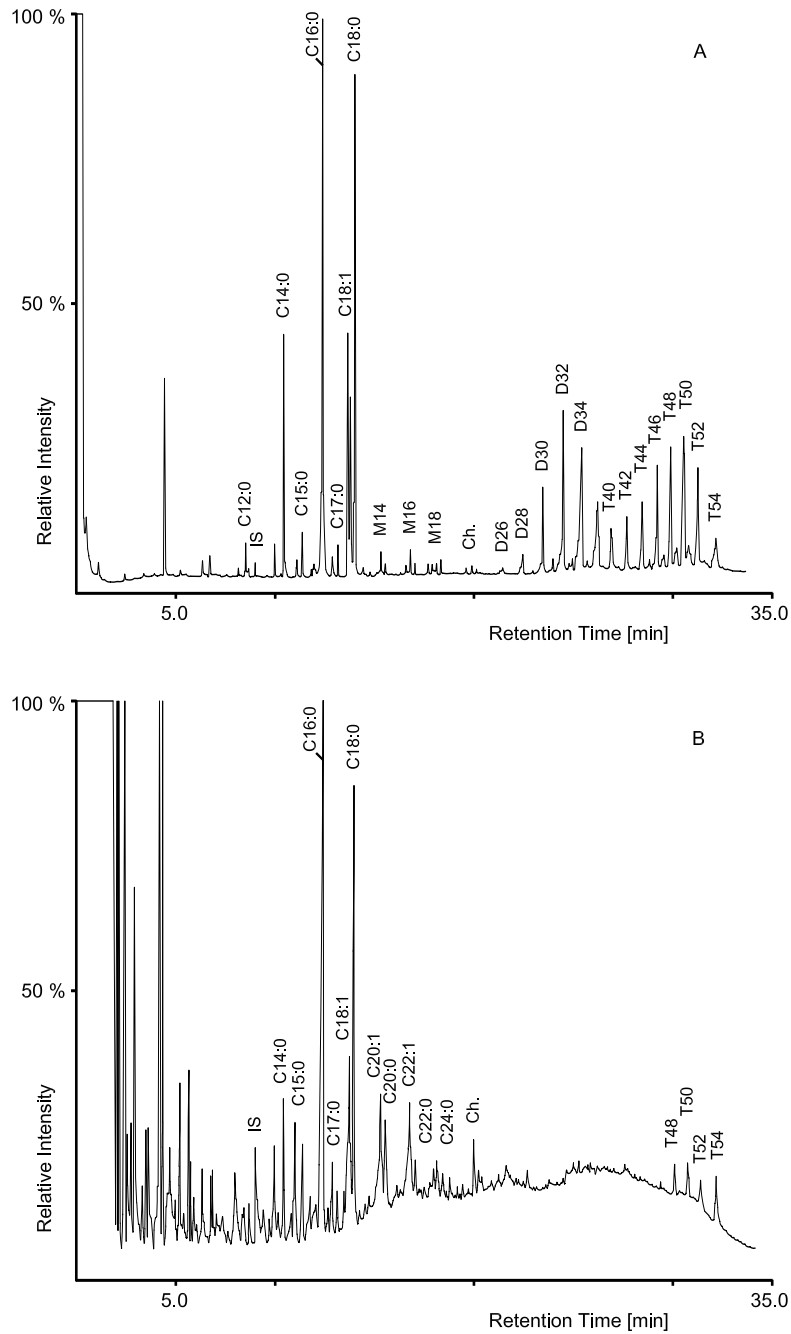 100 %
A
C16:0
C18:0
50 %
C14:0
C18:1
Relative Intensity
C12:0
IS
C15:0
C17:0
M14
M16
M18
Ch.
D26
D28
D30
D32
D34
T40
T42
T44
T46
T48
T50
T52
T54
5.0
35.0
Retention Time [min]
100 %
B
C16:0
C18:0
50 %
Relative Intensity
IS
C14:0
C15:0
C17:0
C18:1
C20:1
C20:0
C22:1
C22:0
C24:0
Ch.
T48
T50
T52
T54
5.0
35.0
Retention Time [min]